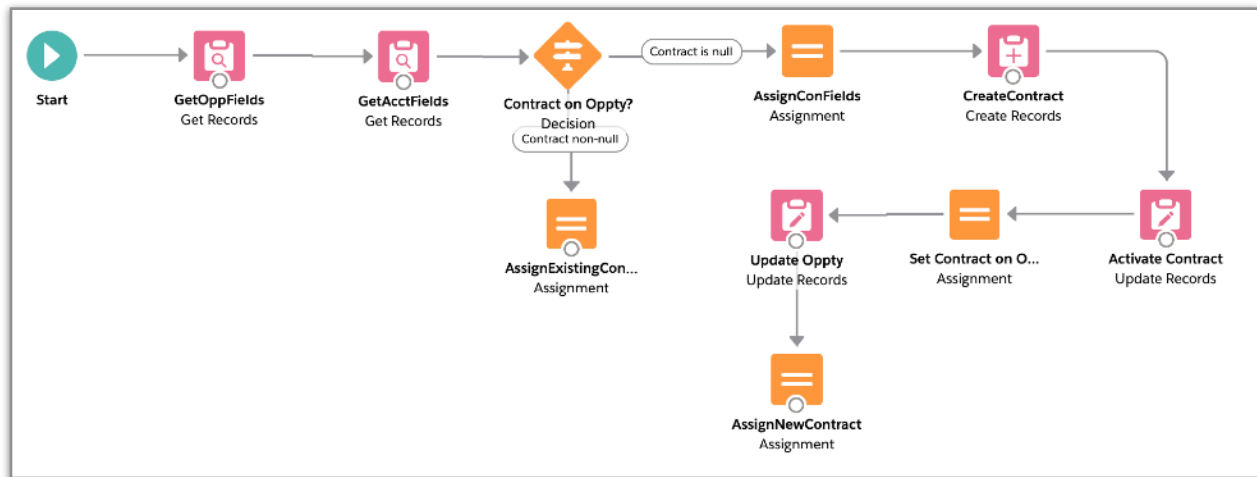 Start
GetOppFields
Get Records
GetAcctFields
Get Records
Contract on Oppty?
Decision
Contract is null
AssignConFields
Assignment
CreateContract
Create Records
Contract non-null
AssignExistingCon...
Assignment
Update Oppty
Update Records
Set Contract on O...
Assignment
Activate Contract
Update Records
AssignNewContract
Assignment